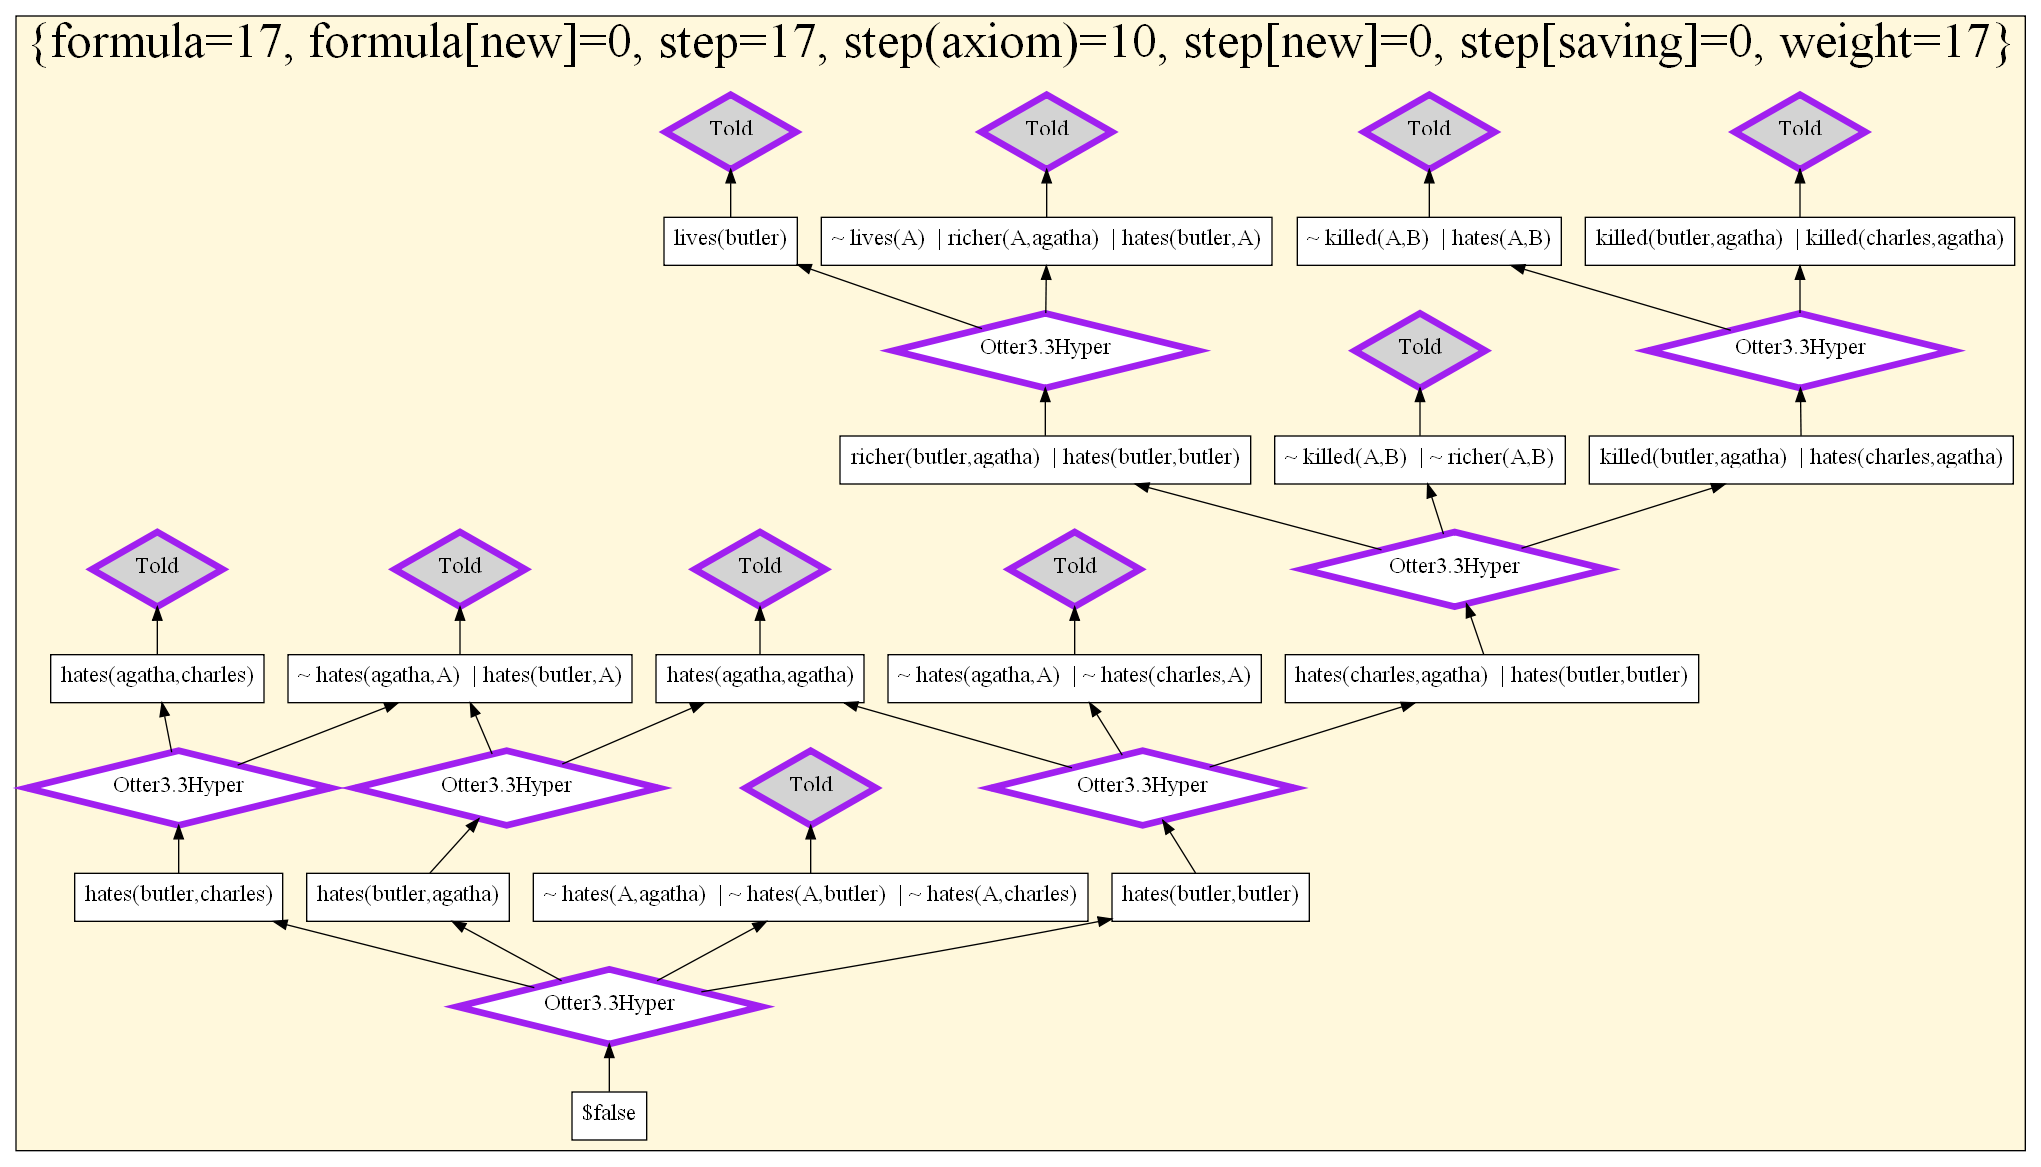 {formula=17, formula[new]=0, step=17, step(axiom)=10, step[new]=0, step[saving]=0, weight=17}
Told
Told
Told
Told
lives(butler)
~ lives(A) | richer(A,agatha) | hates(butler,A)
~ killed(A,B) | hates(A,B)
killed(butler,agatha) | killed(charles,agatha)
Otter3.3Hyper
Told
Otter3.3Hyper
richer(butler,agatha) | hates(butler,butler)
~ killed(A,B) | ~ richer(A,B)
killed(butler,agatha) | hates(charles,agatha)
Told
Told
Told
Told
Otter3.3Hyper
hates(agatha,charles)
~ hates(agatha,A) | hates(butler,A)
hates(agatha,agatha)
~ hates(agatha,A) | ~ hates(charles,A)
hates(charles,agatha) | hates(butler,butler)
Otter3.3Hyper
Otter3.3Hyper
Told
Otter3.3Hyper
hates(butler,charles)
hates(butler,agatha)
~ hates(A,agatha) | ~ hates(A,butler) | ~ hates(A,charles)
hates(butler,butler)
Otter3.3Hyper
$false